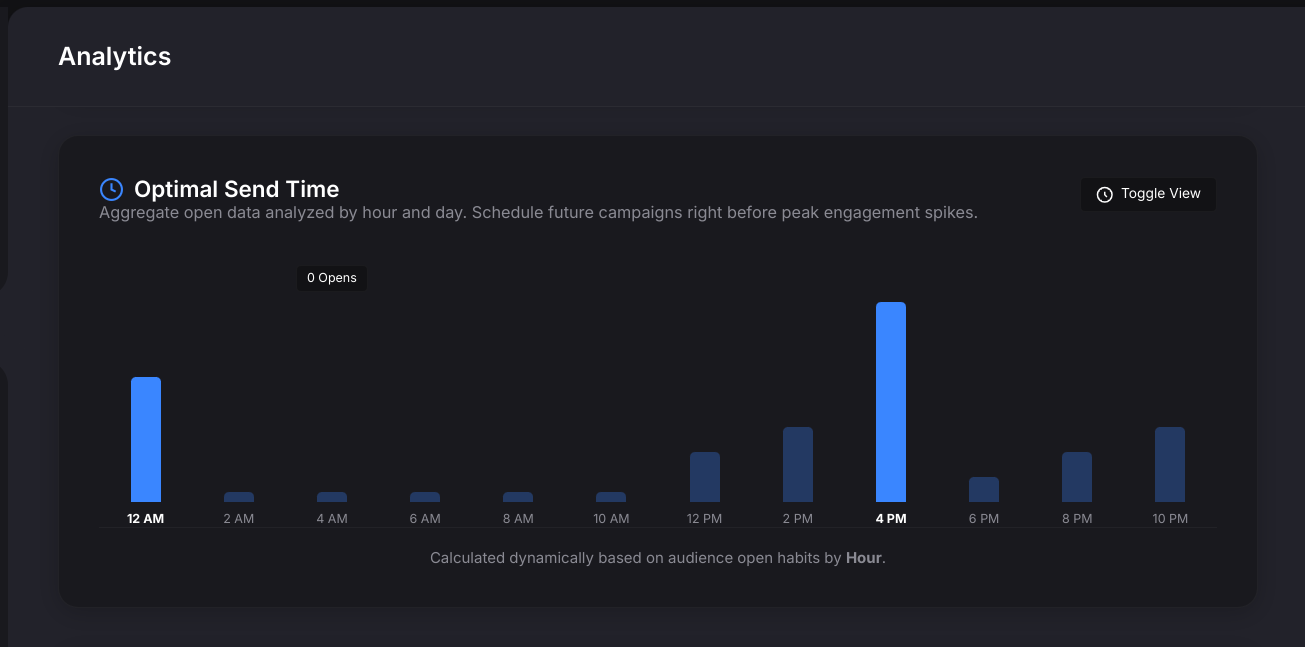 Analytics
Optimal Send Time
Toggle View
Aggregate open data analyzed by hour and day. Schedule future campaigns right before peak engagement spikes.
0 Opens
12 AM 2 AM 4 AM 6 AM 8 AM 10 AM 12 PM 2 PM 4 PM 6 PM 8 PM 10 PM
Calculated dynamically based on audience open habits by Hour.